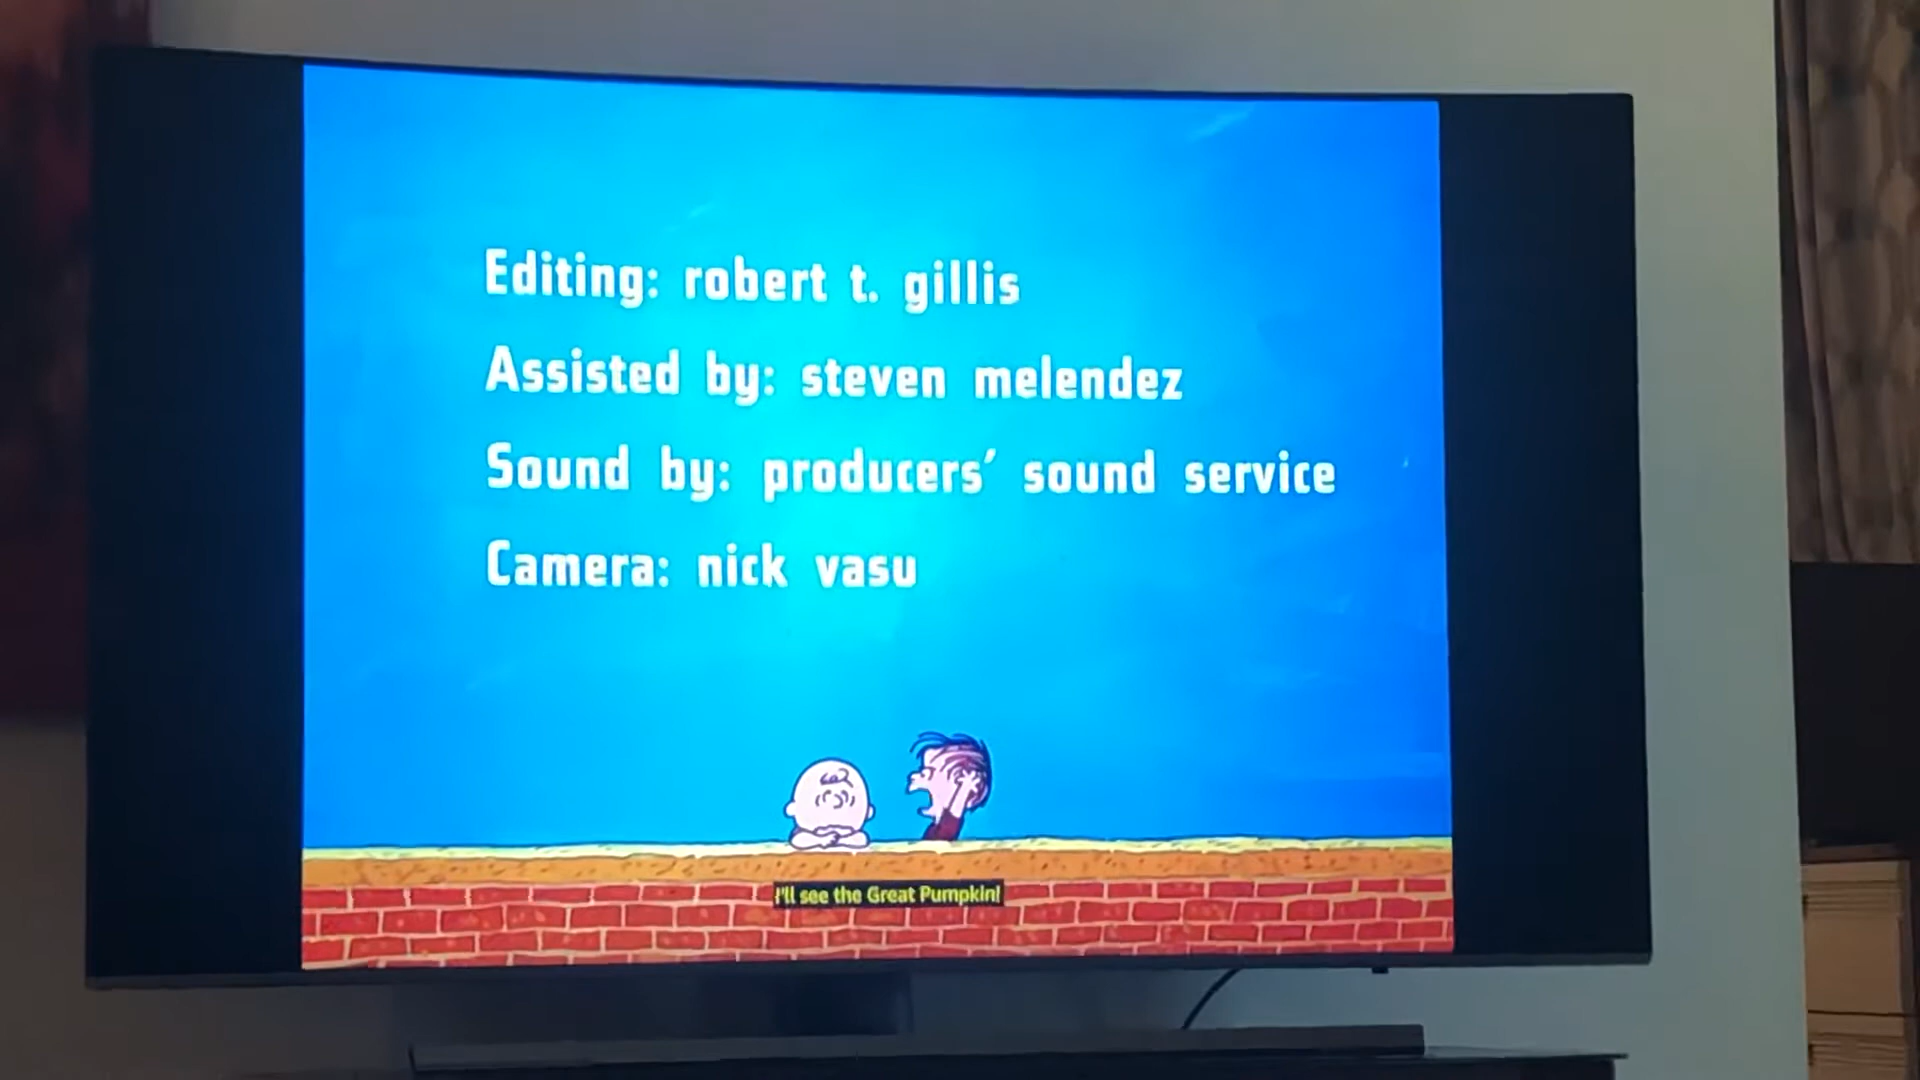 Editing: robert t. gillis
Assisted by: steven melendez
Sound by: producers’ sound service
Camera: nick vasu
I'll see the Great Pumpkin!